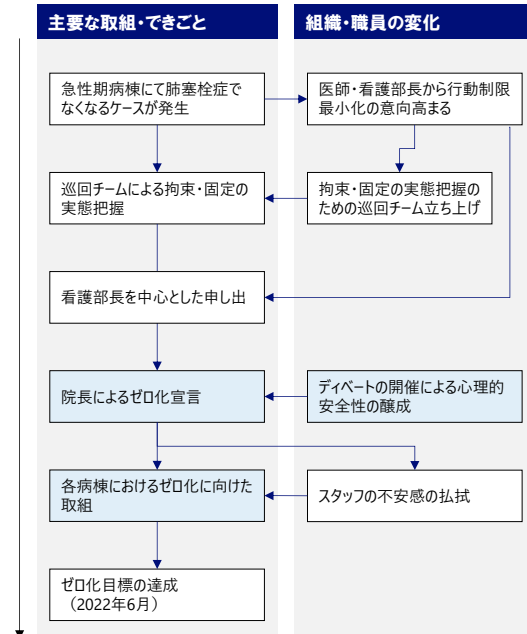 主要な取組・できごと
組織・職員の変化
急性期病棟にて肺塞栓症で
なくなるケースが発生
医師・看護部長から行動制限
最小化の意向高まる
巡回チームによる拘束・固定の
実態把握
拘束・固定の実態把握の
ための巡回チーム立ち上げ
看護部長を中心とした申し出
院長によるゼロ化宣言
ディベートの開催による心理的
安全性の醸成
各病棟におけるゼロ化に向けた
取組
スタッフの不安感の払拭
ゼロ化目標の達成
（2022年6月）